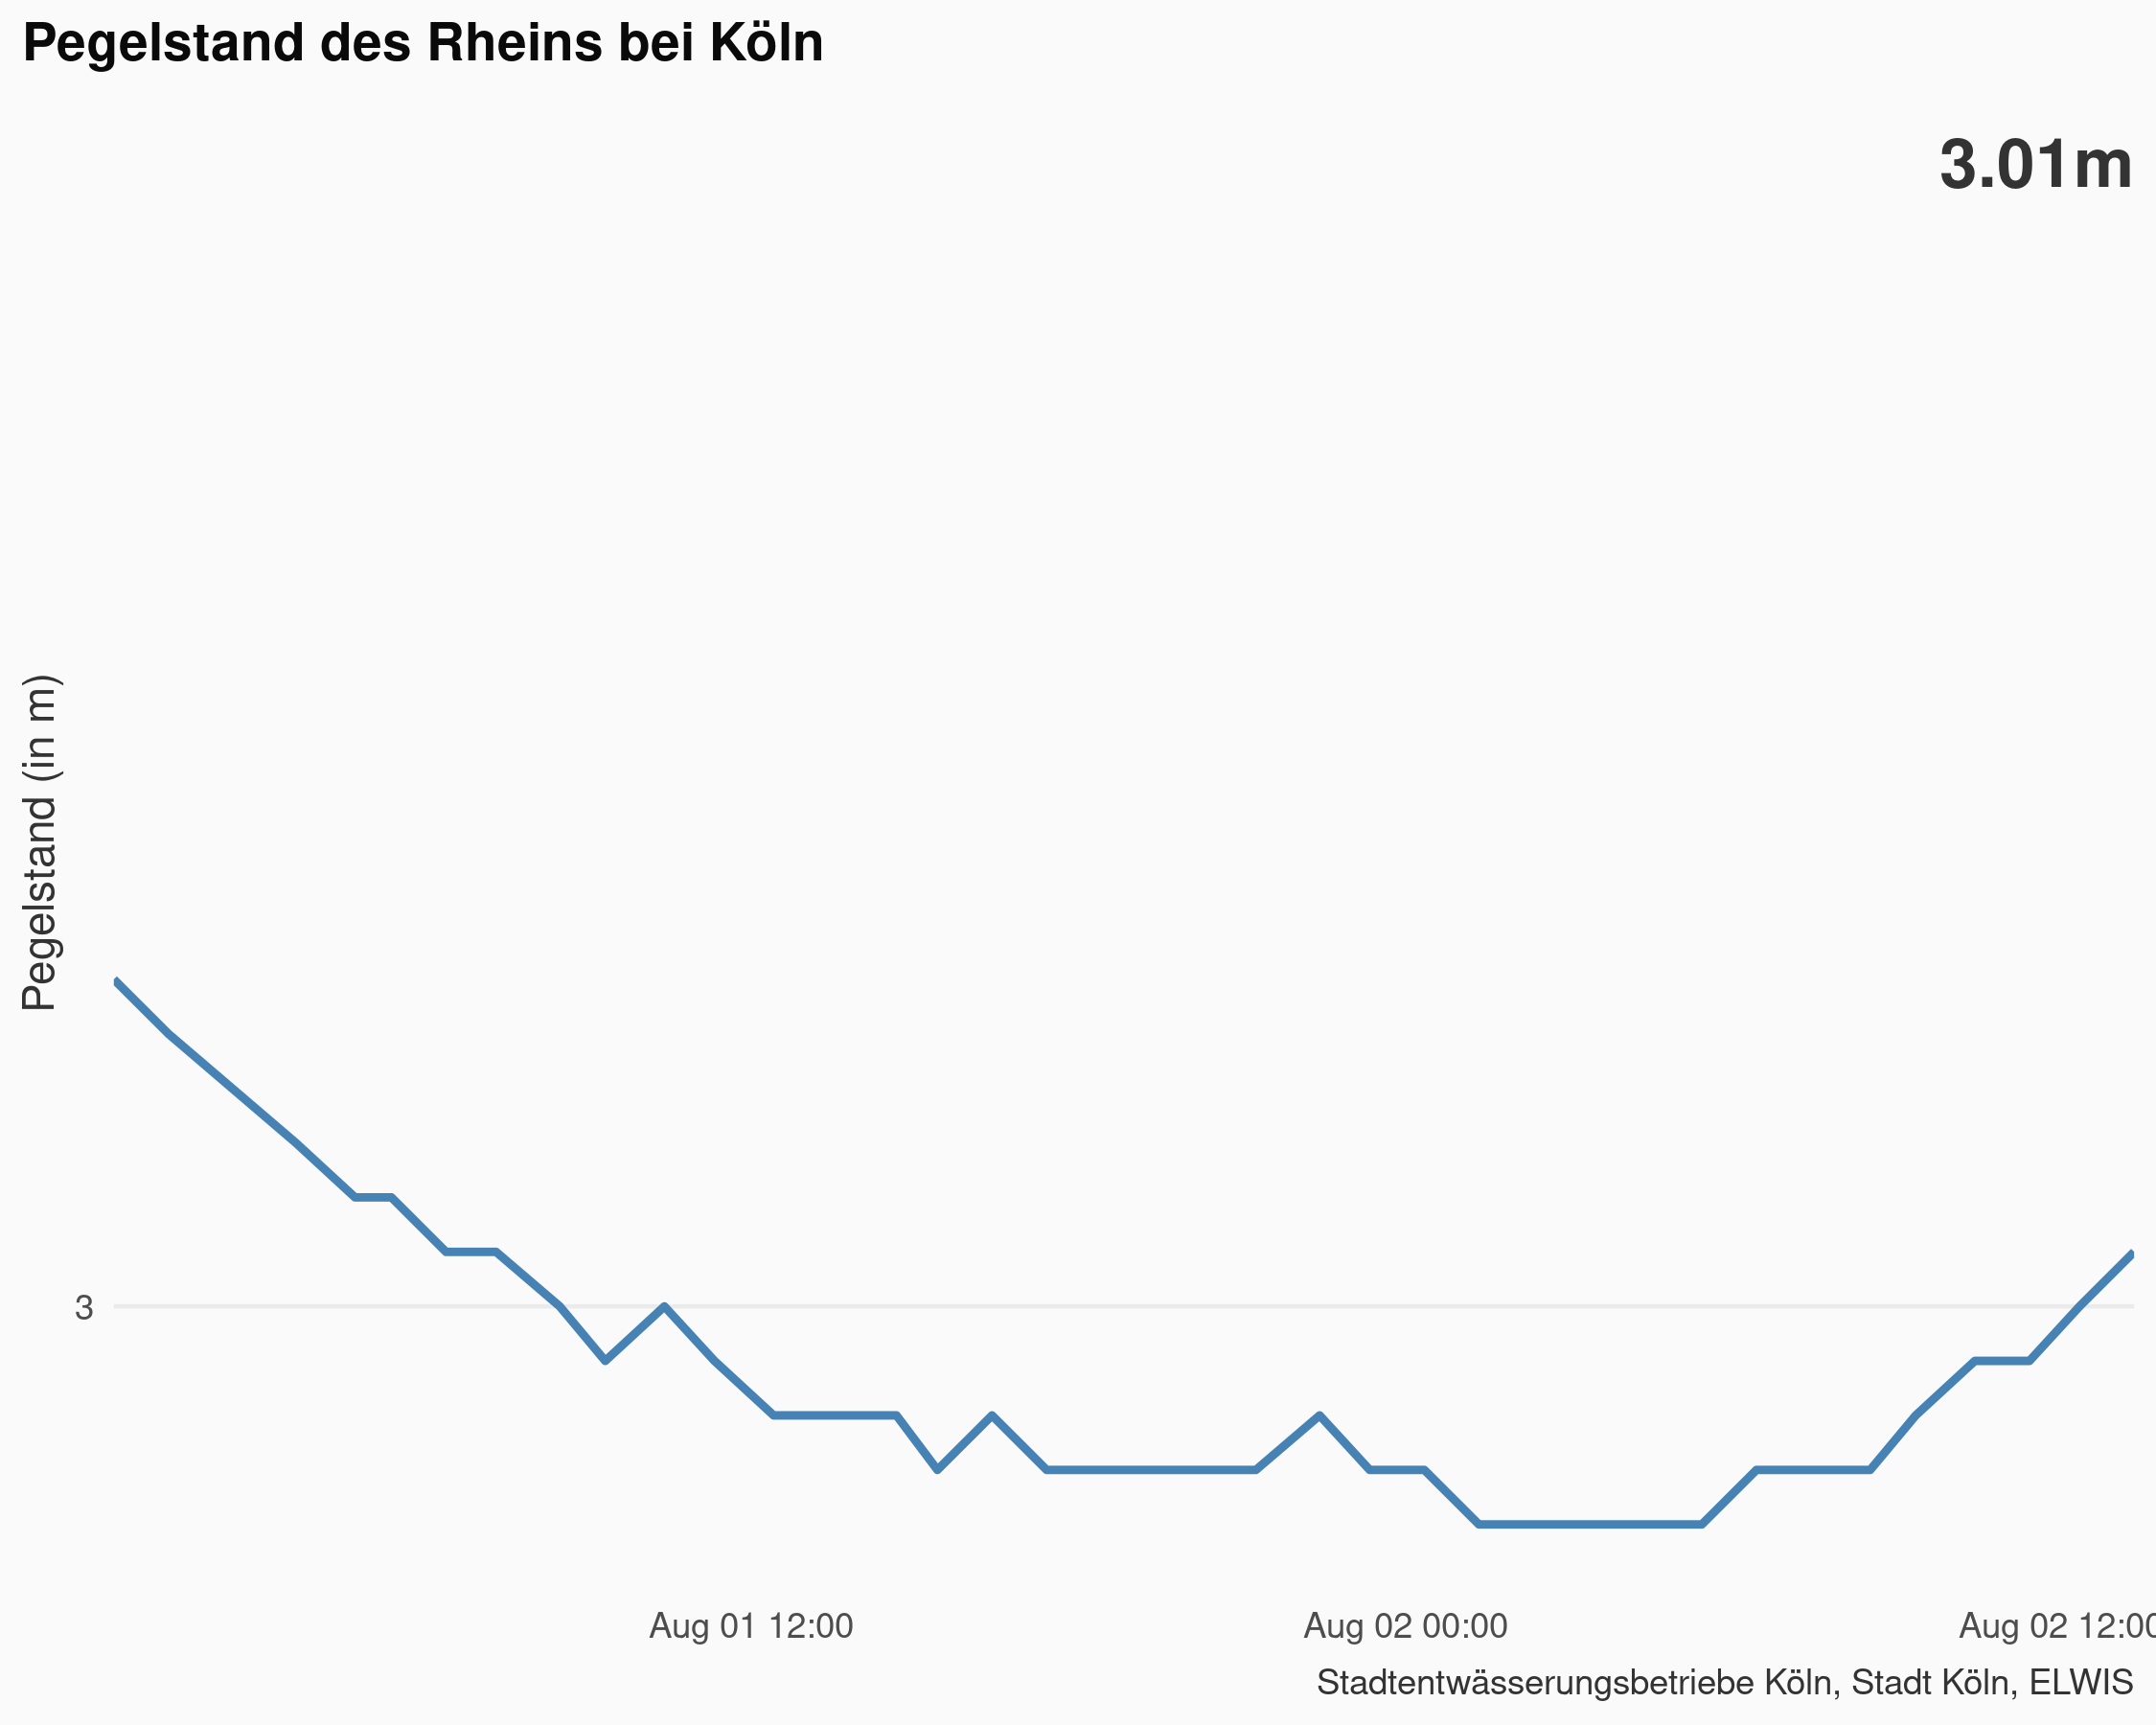 Pegelstand des Rheins bei Köln
3.01m
Pegelstand (in m)
3
Aug 01 12:00
Aug 02 00:00
Aug 02 12:00
Stadtentwässerungsbetriebe Köln, Stadt Köln, ELWIS